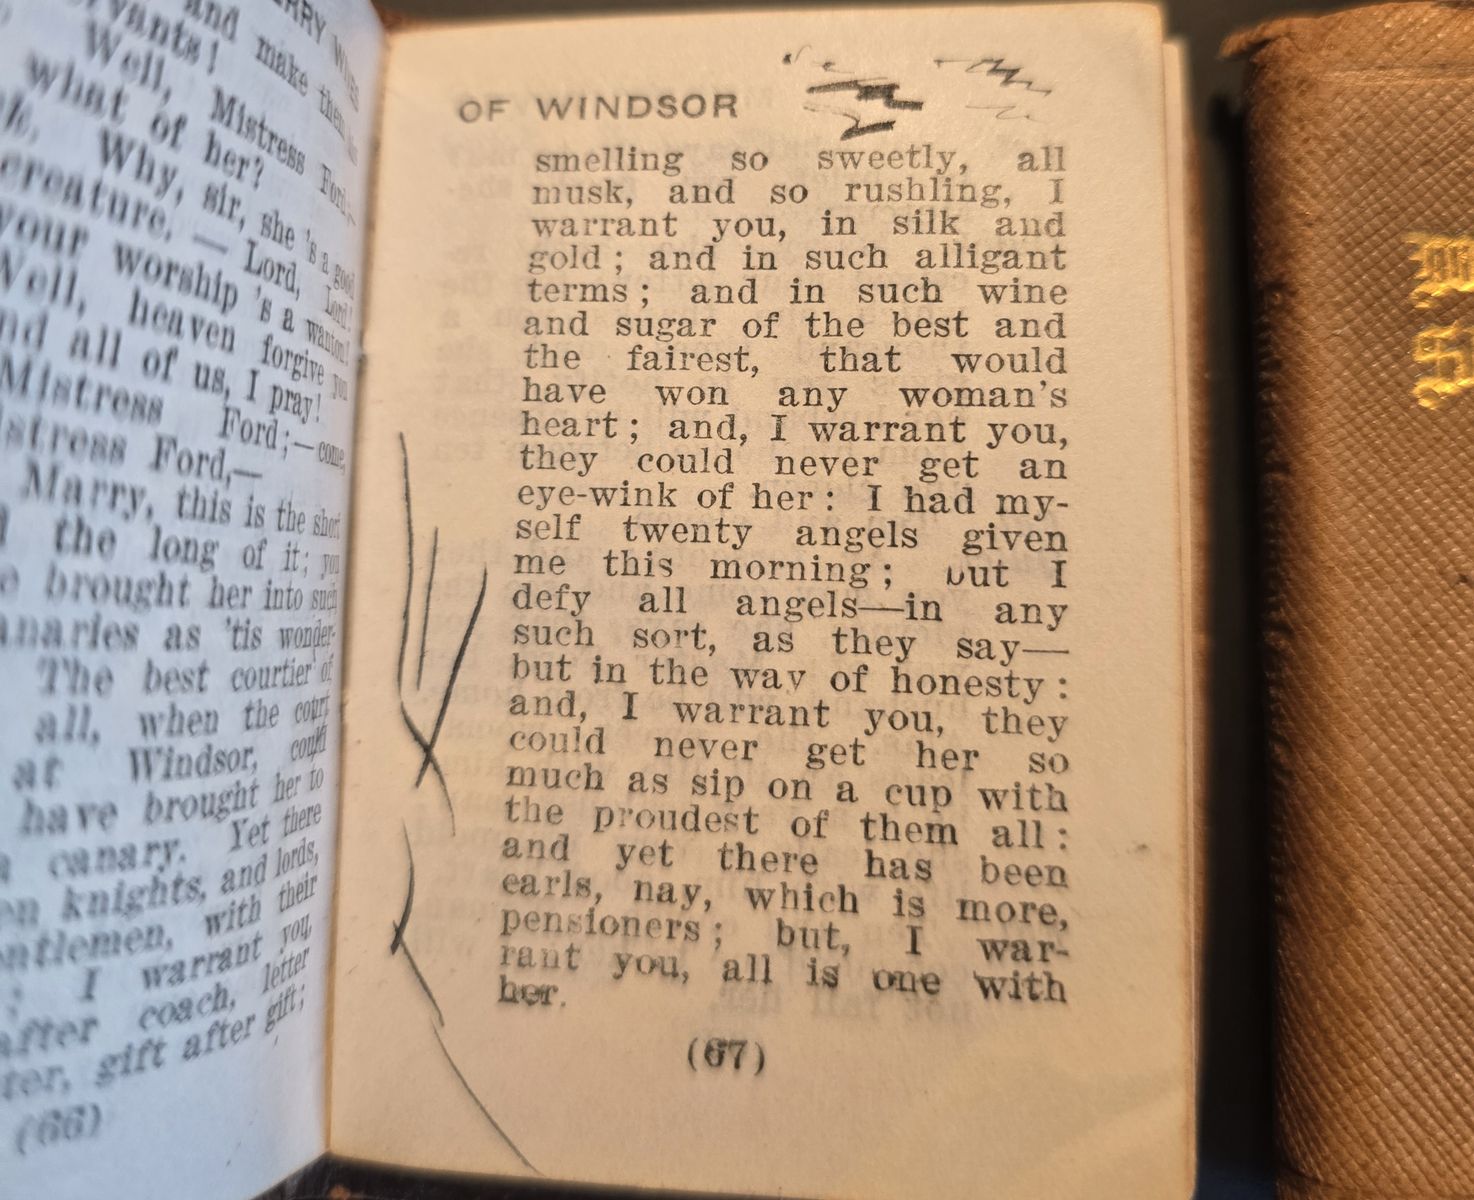 and make them
Well, Mistress Ford,—
what of her?
Why, sir, she 's a good
creature. — Lord, Lord!
your worship 's a wanton!
Well, heaven forgive you
and all of us, I pray!
Mistress Ford;—come,
Mistress Ford,—
Marry, this is the short
the long of it; you
brought her into such
canaries as 'tis wonder-
The best courtier of
all, when the court
at Windsor, could
have brought her to
canary. Yet there
knights, and lords,
gentlemen, with their
; I warrant you,
after coach, letter
gift after gift;
(66)
OF WINDSOR
smelling so sweetly, all
musk, and so rushling, I
warrant you, in silk and
gold ; and in such alligant
terms ; and in such wine
and sugar of the best and
the fairest, that would
have won any woman's
heart ; and, I warrant you,
they could never get an
eye-wink of her : I had my-
self twenty angels given
me this morning ; but I
defy all angels—in any
such sort, as they say—
but in the way of honesty :
and, I warrant you, they
could never get her so
much as sip on a cup with
the proudest of them all :
and yet there has been
earls, nay, which is more,
pensioners ; but, I war-
rant you, all is one with
her.
(67)